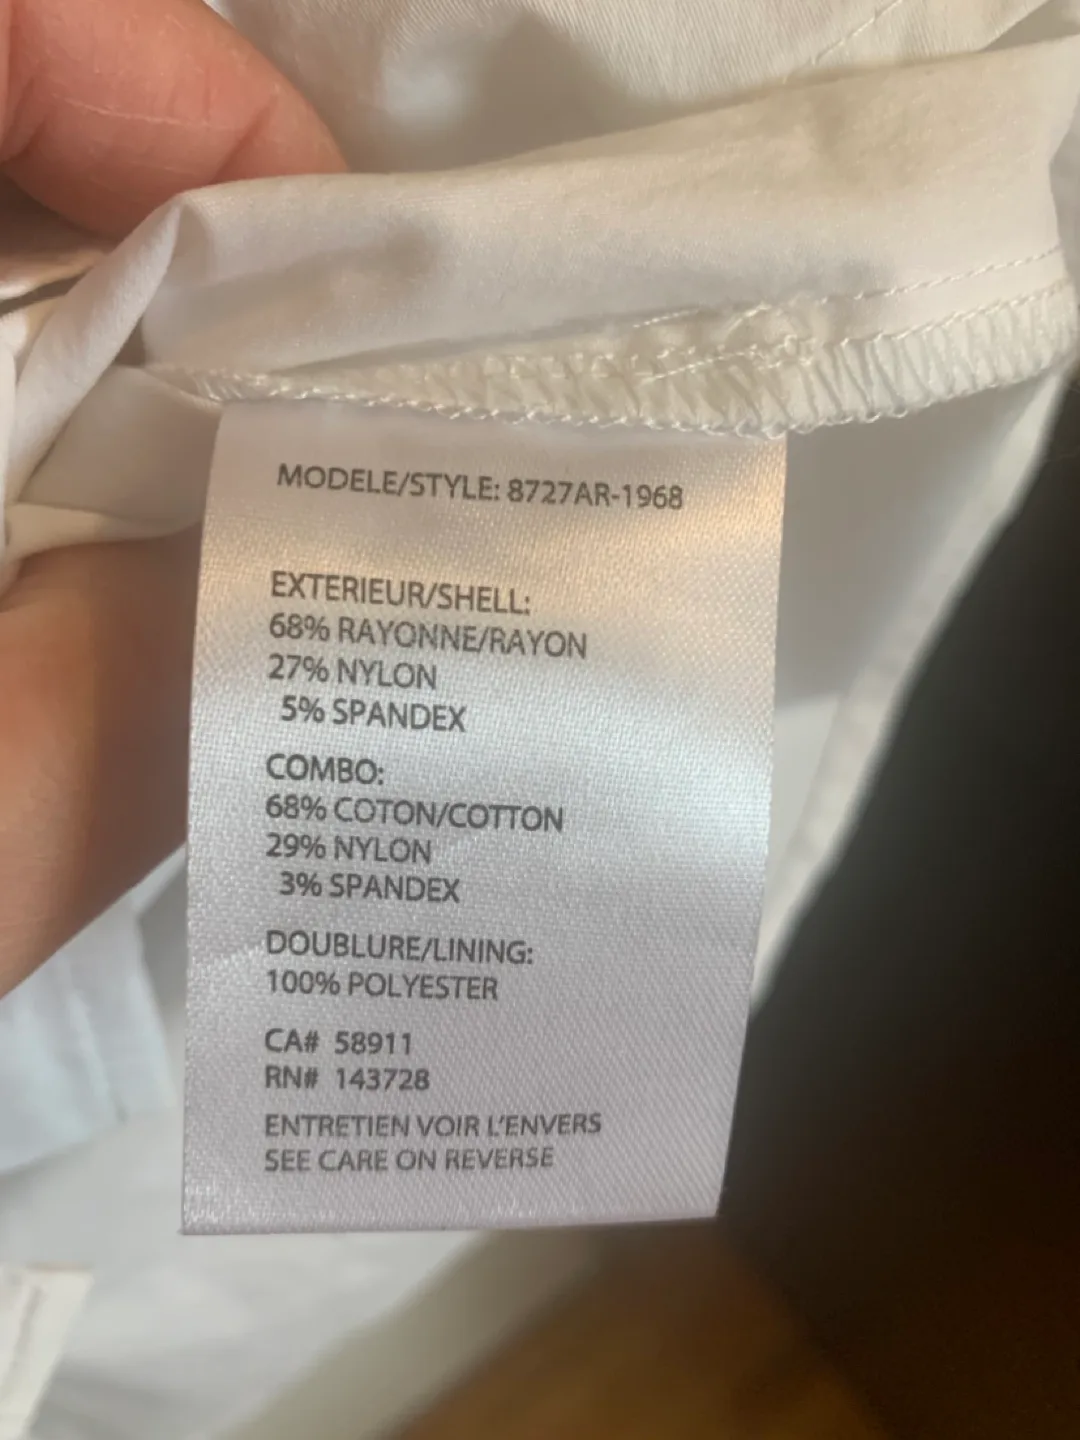 MODELE/STYLE: 8727AR-1968
EXTERIEUR/SHELL:
68% RAYONNE/RAYON
27% NYLON
5% SPANDEX
COMBO:
68% COTON/COTTON
29% NYLON
3% SPANDEX
DOUBLURE/LINING:
100% POLYESTER
CA# 58911
RN# 143728
ENTRETIEN VOIR L'ENVERS
SEE CARE ON REVERSE